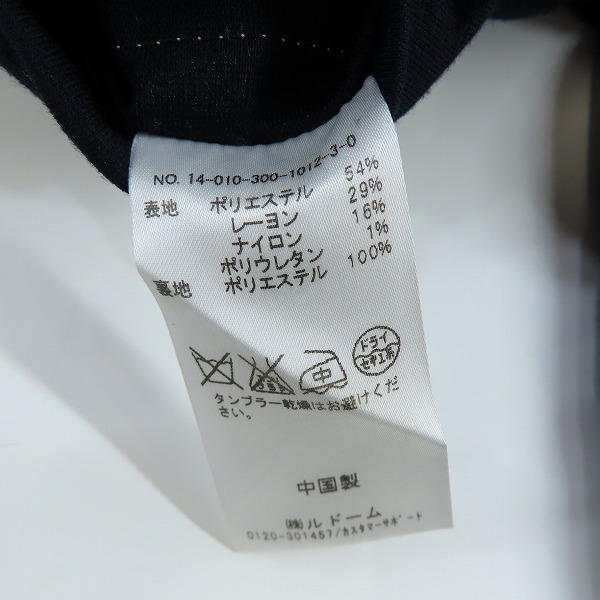 NO. 14-010-300-1012-3-0
表地 ポリエステル 54%
レーヨン 29%
ナイロン 16%
ポリウレタン 1%
裏地 ポリエステル 100%
中 ドライ セキユ系
タンブラー乾燥はお避けくだ
さい。
中国製
㈱ルドーム
0120-301457/カスタマーサポート